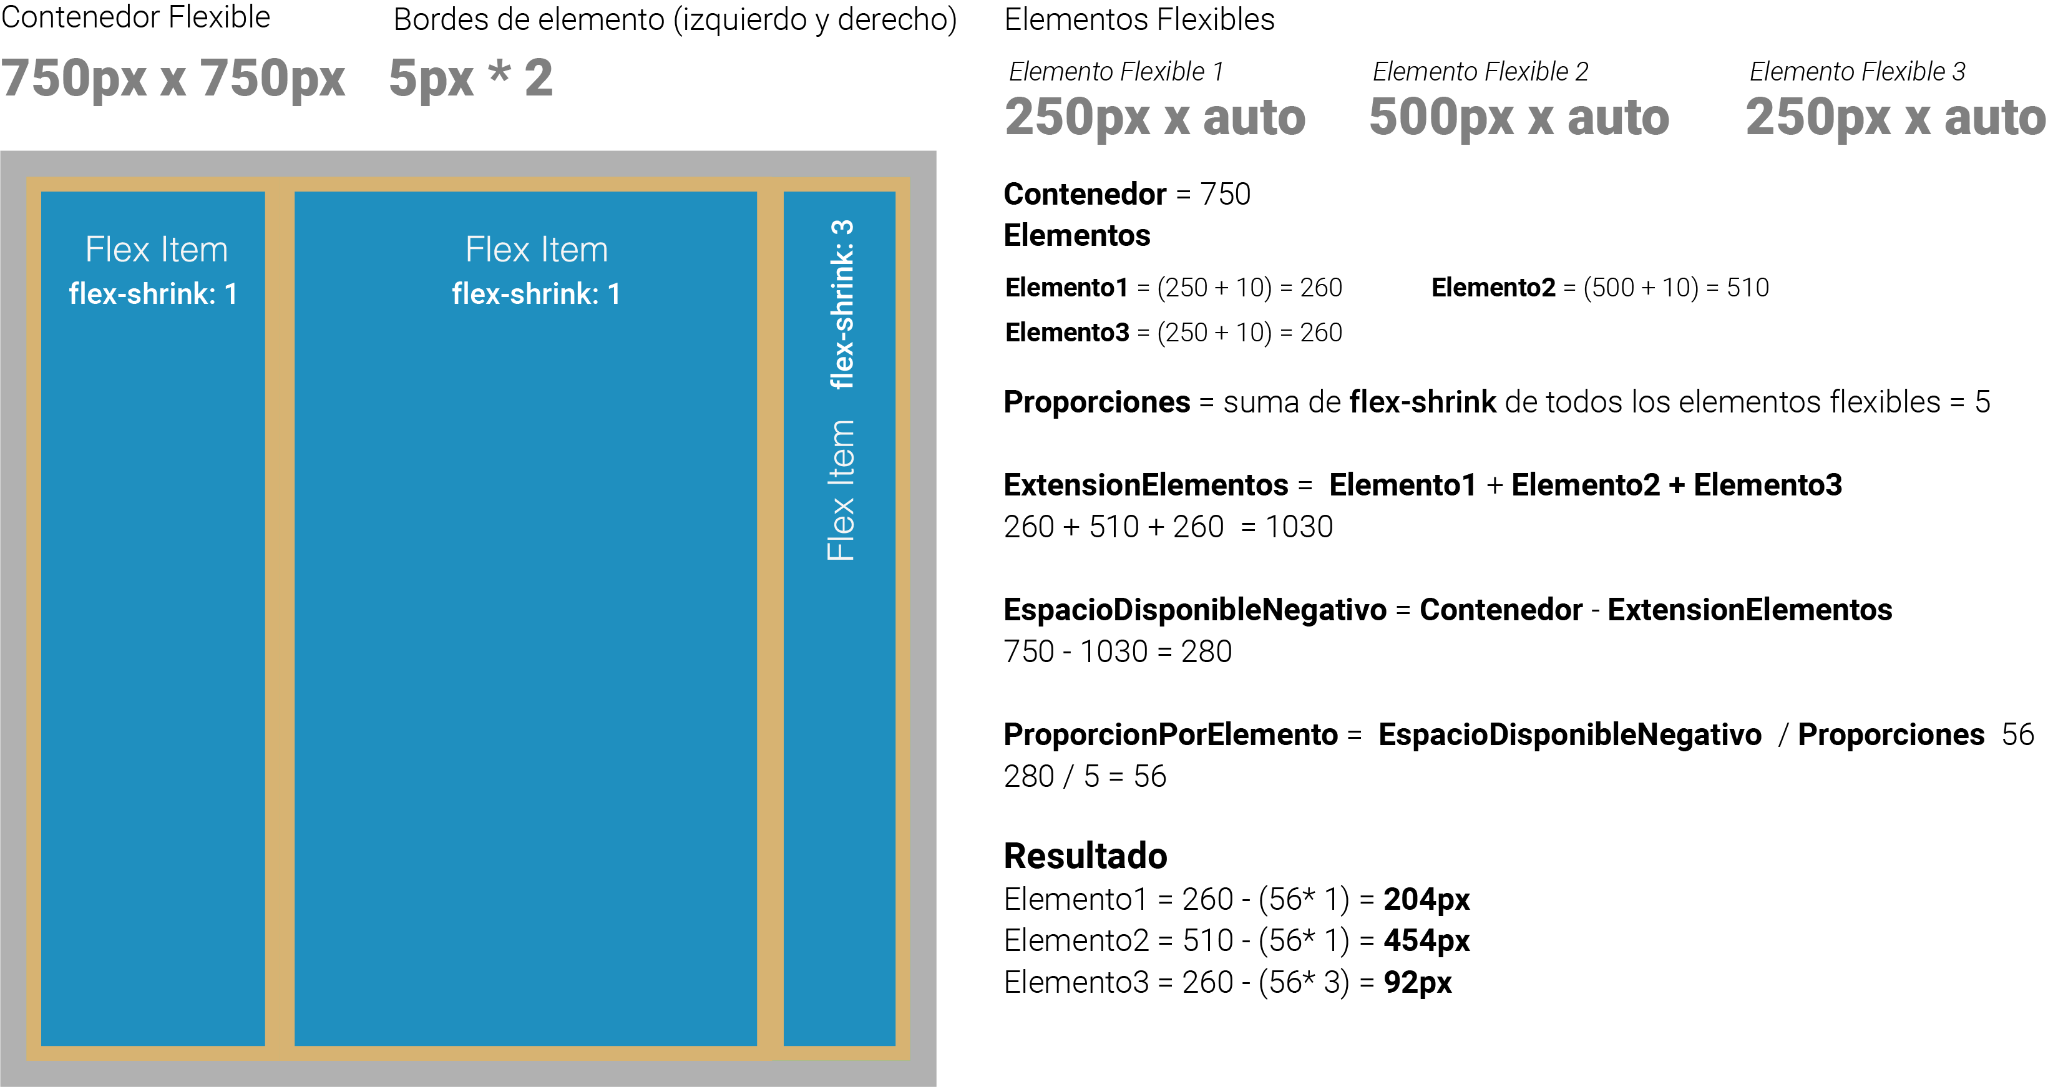 Contenedor Flexible
750px x 750px
Bordes de elemento (izquierdo y derecho)
5px * 2
Elementos Flexibles
Elemento Flexible 1
250px x auto
Elemento Flexible 2
500px x auto
Elemento Flexible 3
250px x auto
Flex Item
flex-shrink: 1
Flex Item
flex-shrink: 1
Flex Item flex-shrink: 3
Contenedor = 750
Elementos
Elemento1 = (250 + 10) = 260
Elemento2 = (500 + 10) = 510
Elemento3 = (250 + 10) = 260
Proporciones = suma de flex-shrink de todos los elementos flexibles = 5
ExtensionElementos = Elemento1 + Elemento2 + Elemento3
260 + 510 + 260 = 1030
EspacioDisponibleNegativo = Contenedor - ExtensionElementos
750 - 1030 = 280
ProporcionPorElemento = EspacioDisponibleNegativo / Proporciones 56
280 / 5 = 56
Resultado
Elemento1 = 260 - (56* 1) = 204px
Elemento2 = 510 - (56* 1) = 454px
Elemento3 = 260 - (56* 3) = 92px